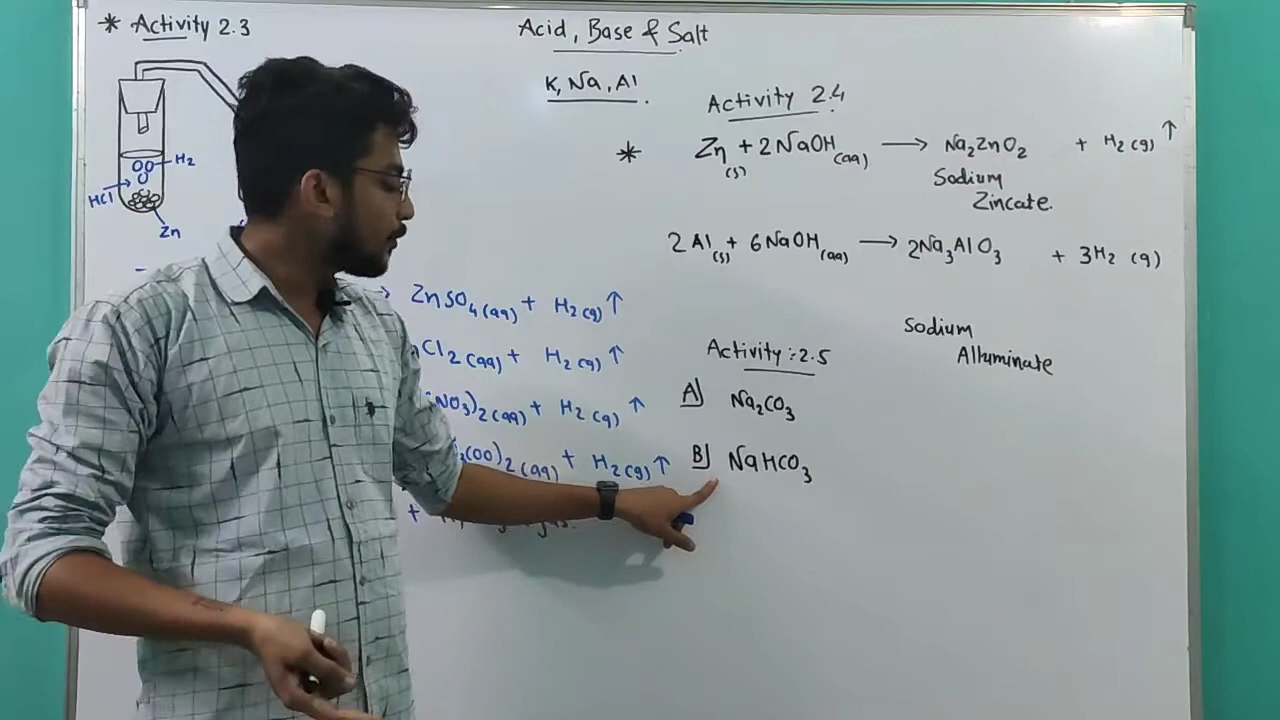 * Activity 2.3
Acid, Base & Salt
K, Na, Al
Activity 2.4
* Zn(s) + 2NaOH(aq) → Na2ZnO2 + H2(g)↑
Sodium
Zincate.
2Al(s) + 6NaOH(aq) → 2Na3AlO3 + 3H2(g)
Sodium
Alluminate
H2
HCl
Zn
→ ZnSO4(aq) + H2(g)↑
Cl2(aq) + H2(g)↑
(NO3)2(aq) + H2(g)↑
COO)2(aq) + H2(g)↑
+
Activity :- 2.5
A) Na2CO3
B) NaHCO3